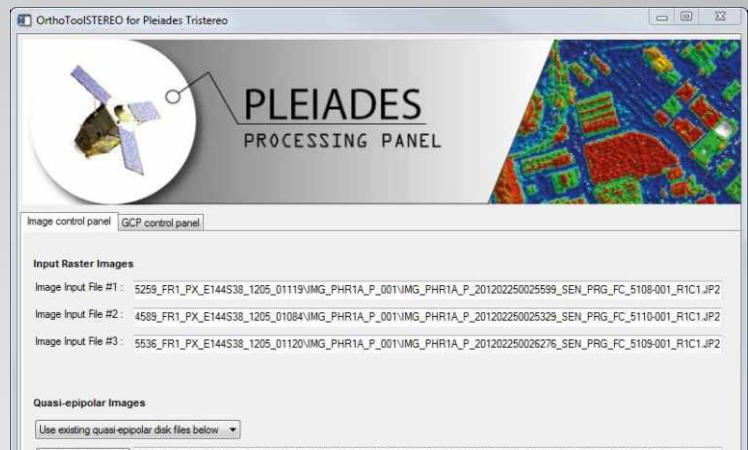 OrthoToolSTEREO for Pleiades Tristereo
PLEIADES
PROCESSING PANEL
Image control panel GCP control panel
Input Raster Images
Image Input File #1 : 5259_FR1_PX_E144S38_1205_01119\IMG_PHR1A_P_001\IMG_PHR1A_P_201202250025599_SEN_PRG_FC_5108-001_R1C1.JP2
Image Input File #2 : 4589_FR1_PX_E144S38_1205_01084\IMG_PHR1A_P_001\IMG_PHR1A_P_201202250025329_SEN_PRG_FC_5110-001_R1C1.JP2
Image Input File #3 : 5536_FR1_PX_E144S38_1205_01120\IMG_PHR1A_P_001\IMG_PHR1A_P_201202250026276_SEN_PRG_FC_5109-001_R1C1.JP2
Quasi-epipolar Images
Use existing quasi-epipolar disk files below